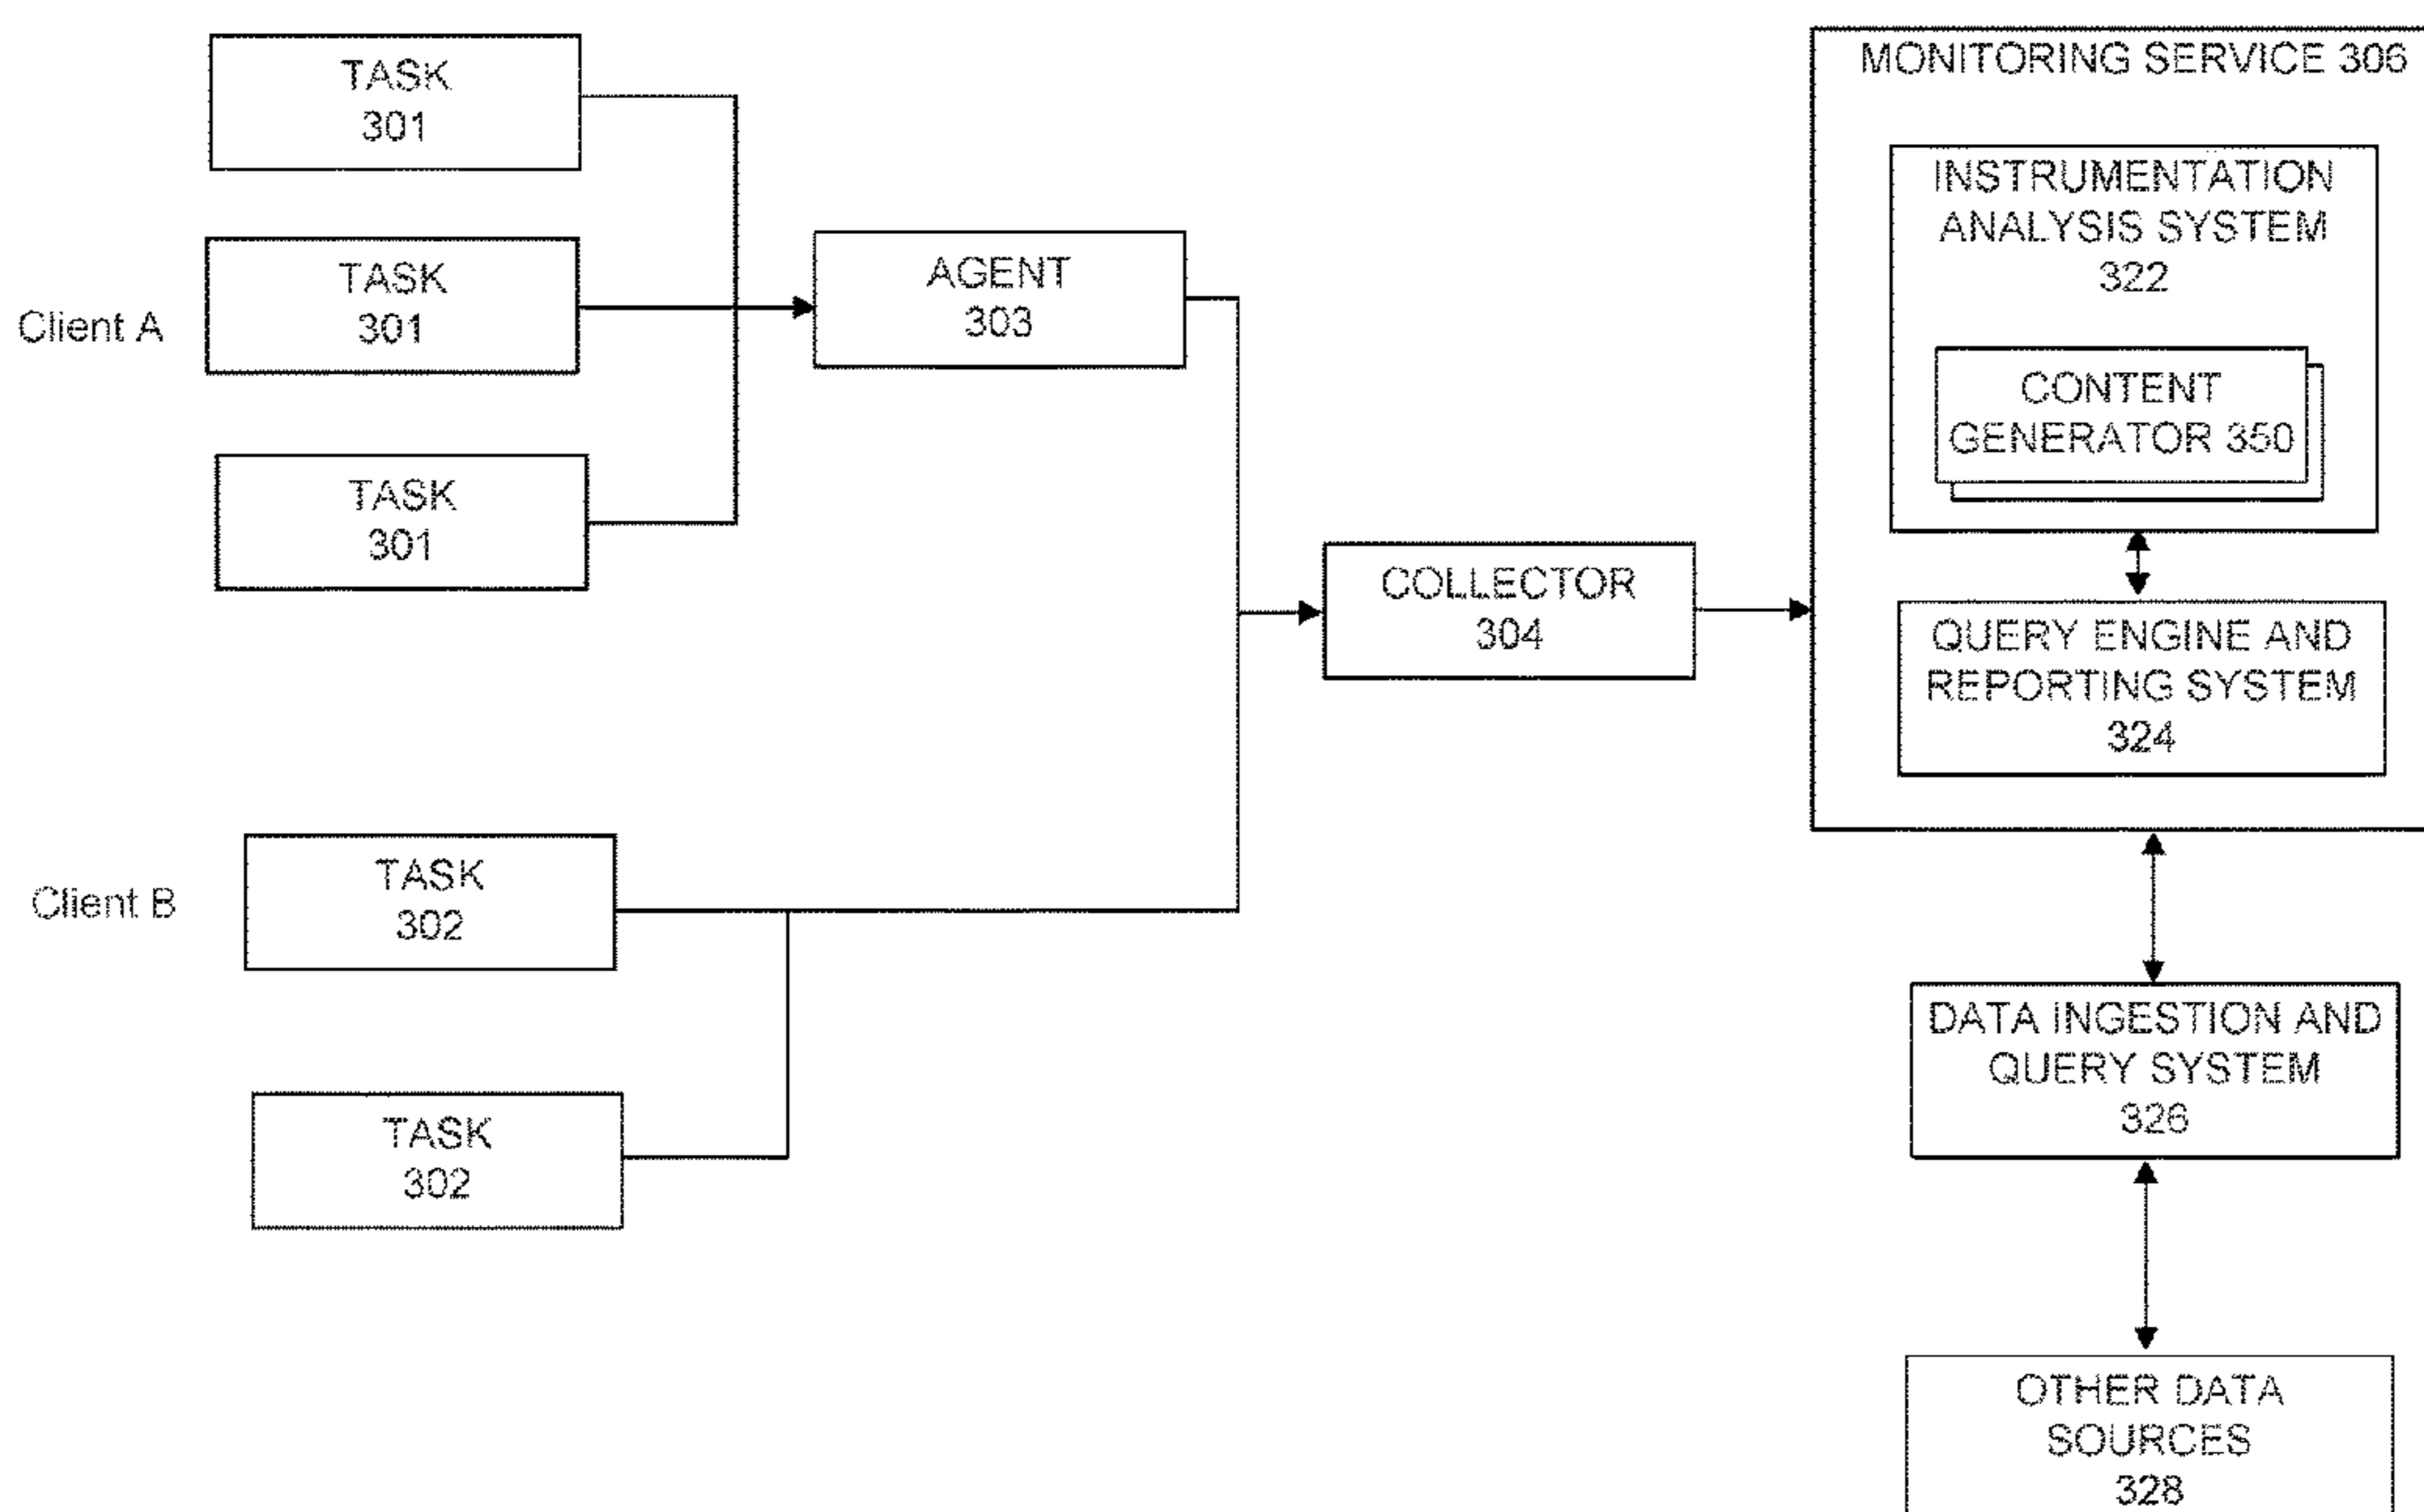 TASK
301
Client A
TASK
301
TASK
301
AGENT
303
Client B
TASK
302
TASK
302
COLLECTOR
304
MONITORING SERVICE 306
INSTRUMENTATION
ANALYSIS SYSTEM
322
CONTENT
GENERATOR 350
QUERY ENGINE AND
REPORTING SYSTEM
324
DATA INGESTION AND
QUERY SYSTEM
326
OTHER DATA
SOURCES
328